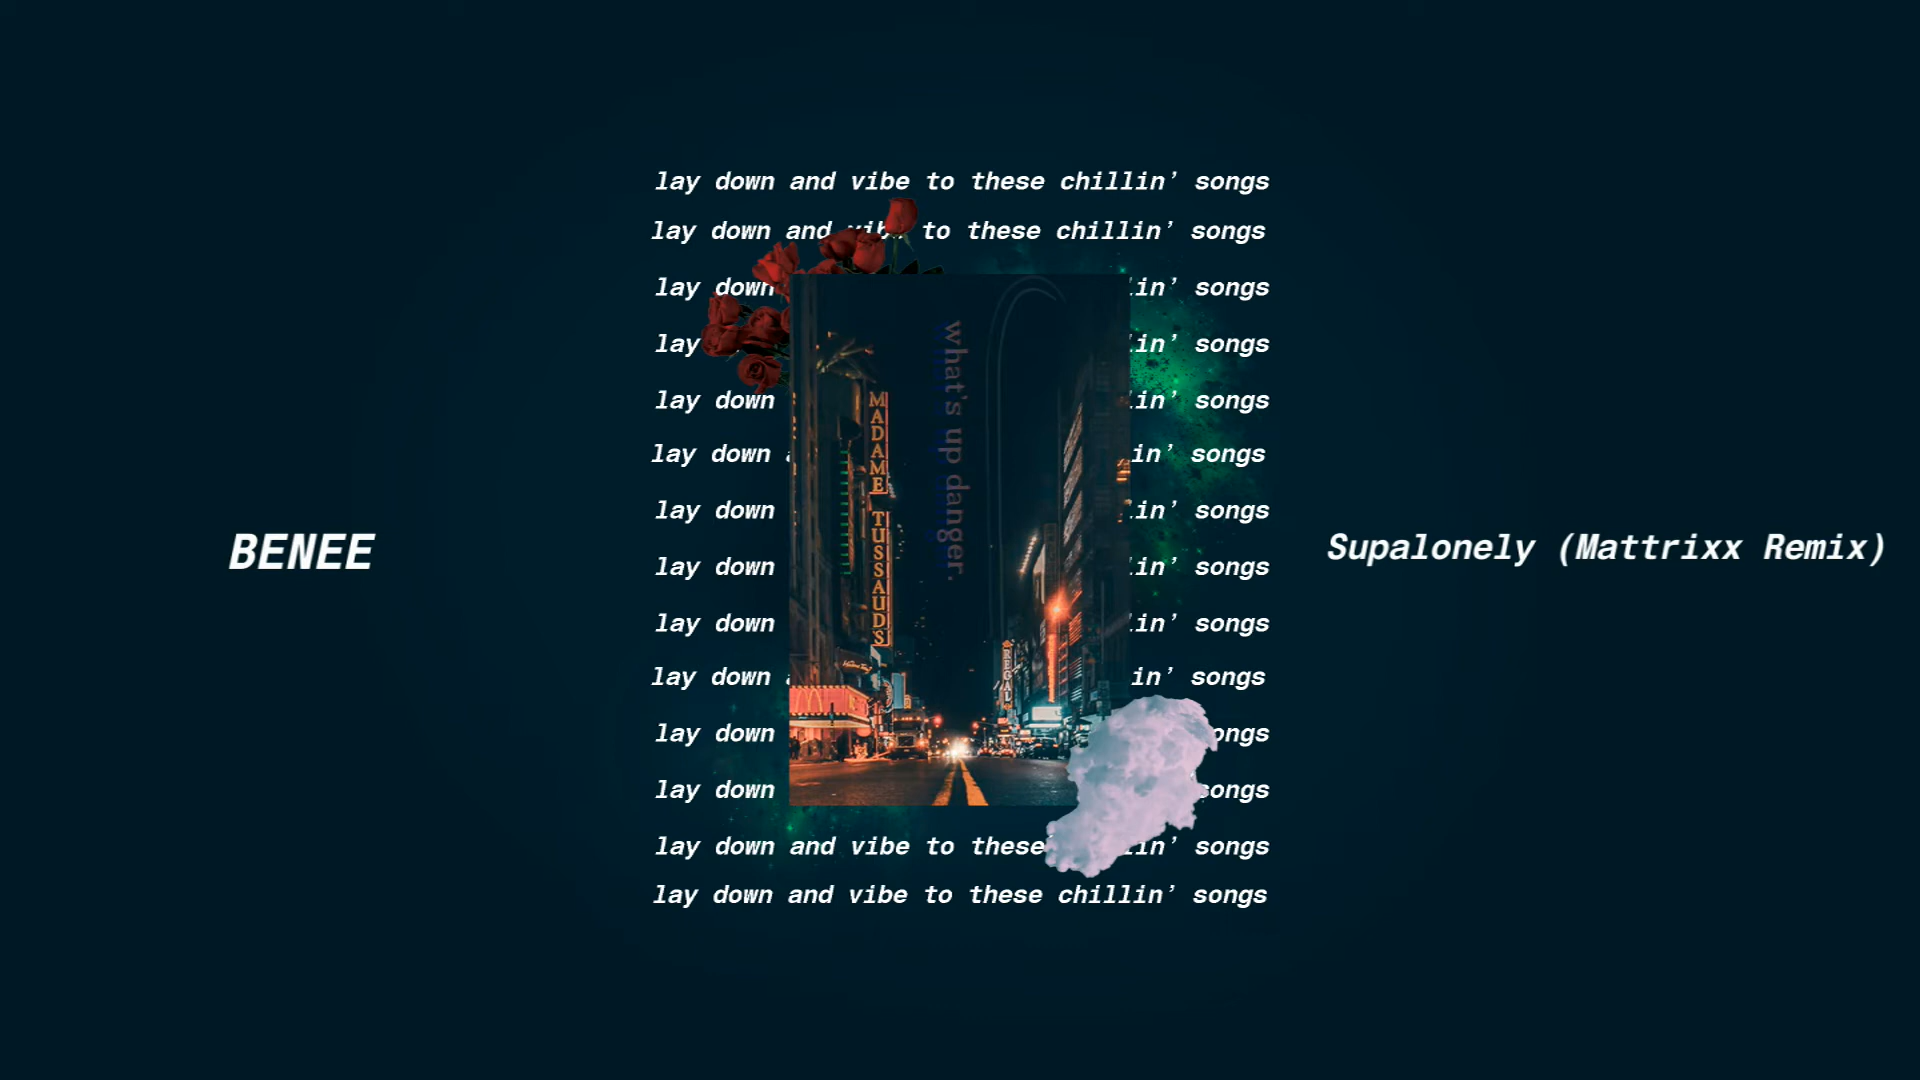 lay down and vibe to these chillin' songs
lay down and vibe to these chillin' songs
lay down in' songs
lay in' songs
lay down in' songs
lay down in' songs
lay down in' songs
lay down in' songs
lay down in' songs
lay down in' songs
lay down ongs
lay down songs
lay down and vibe to these lin' songs
lay down and vibe to these chillin' songs
BENEE
what's up danger.
MADAME TUSSAUDS
REGAL
Supalonely (Mattrixx Remix)